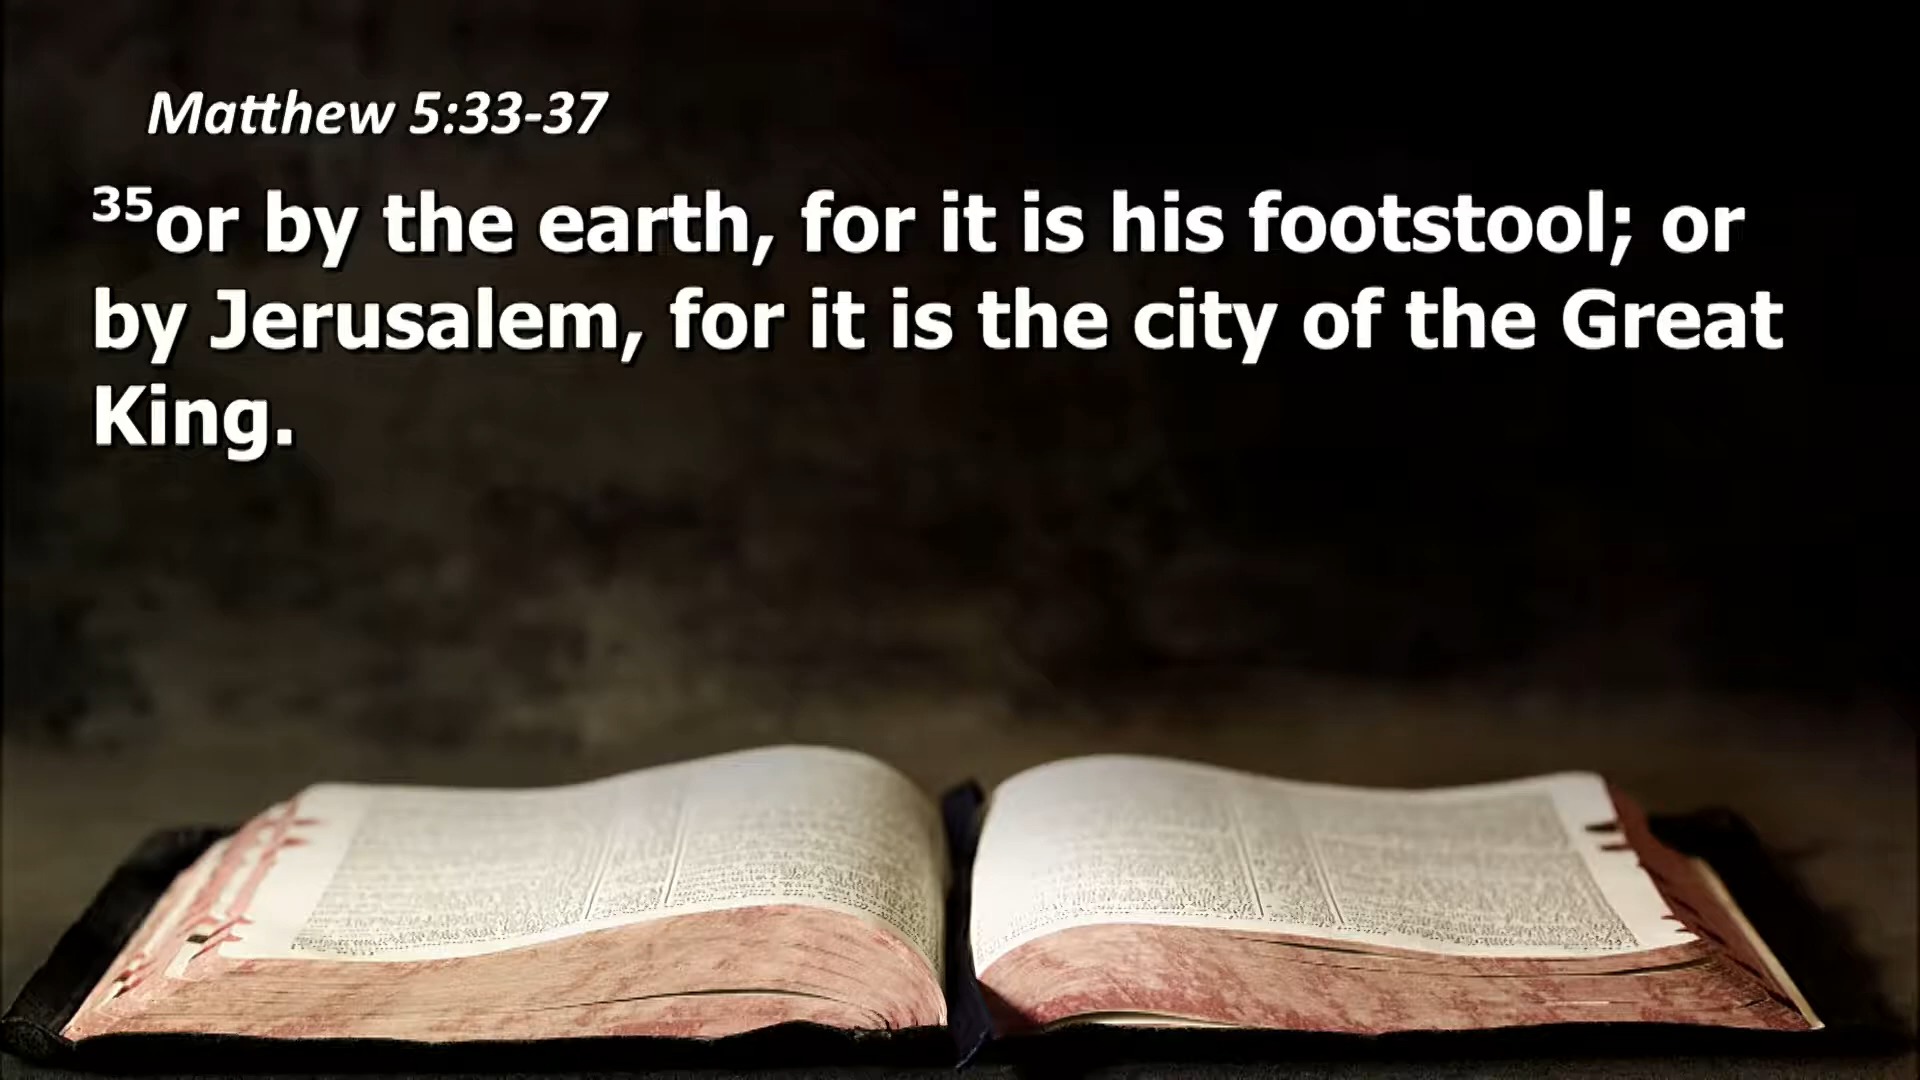 Matthew 5:33-37
35or by the earth, for it is his footstool; or
by Jerusalem, for it is the city of the Great
King.